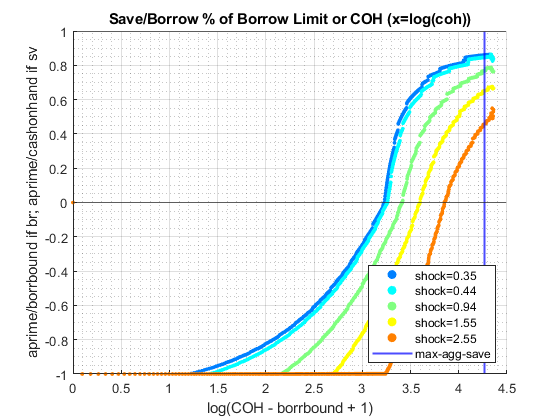 Save/Borrow % of Borrow Limit or COH (x=log(coh))
aprime/borrbound if br; aprime/cashonhand if sv
1
0.8
0.6
0.4
0.2
0
-0.2
-0.4
-0.6
-0.8
-1
shock=0.35
shock=0.44
shock=0.94
shock=1.55
shock=2.55
max-agg-save
0 0.5 1 1.5 2 2.5 3 3.5 4 4.5
log(COH - borrbound + 1)